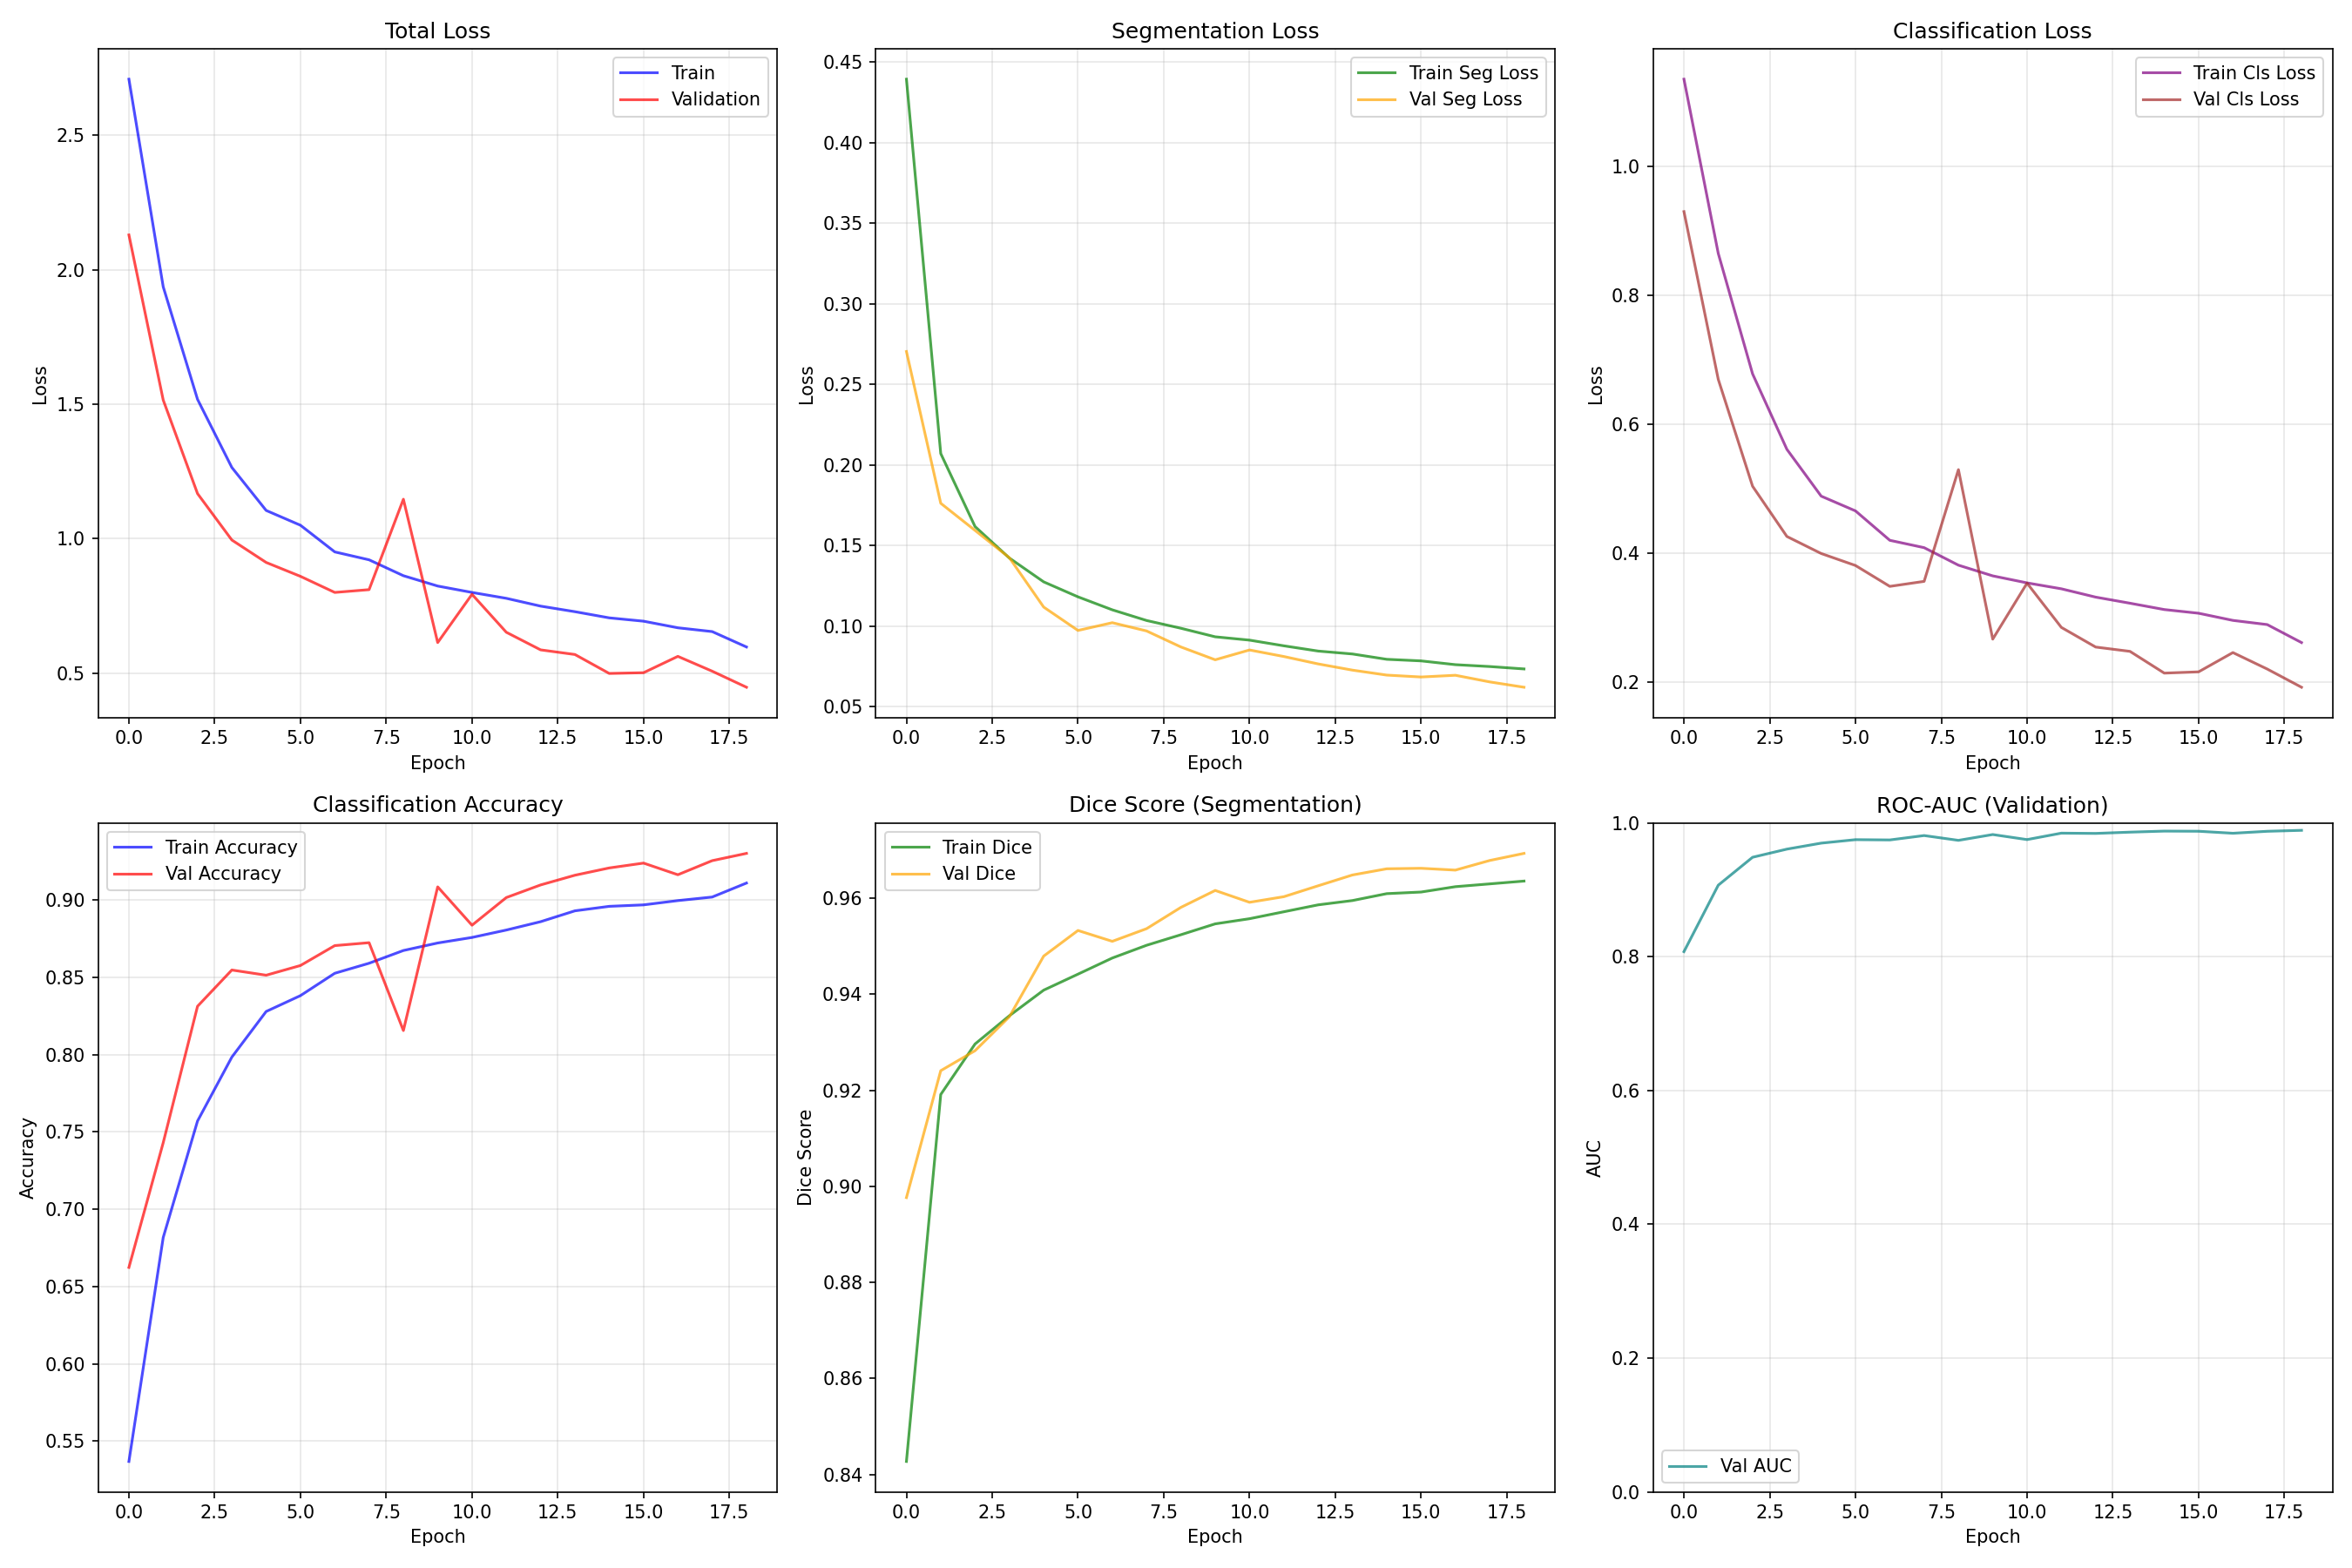 Total Loss
Train
Validation
Loss
2.5
2.0
1.5
1.0
0.5
0.0 2.5 5.0 7.5 10.0 12.5 15.0 17.5
Epoch
Segmentation Loss
Train Seg Loss
Val Seg Loss
Loss
0.45
0.40
0.35
0.30
0.25
0.20
0.15
0.10
0.05
0.0 2.5 5.0 7.5 10.0 12.5 15.0 17.5
Epoch
Classification Loss
Train Cls Loss
Val Cls Loss
Loss
1.0
0.8
0.6
0.4
0.2
0.0 2.5 5.0 7.5 10.0 12.5 15.0 17.5
Epoch
Classification Accuracy
Train Accuracy
Val Accuracy
Accuracy
0.90
0.85
0.80
0.75
0.70
0.65
0.60
0.55
0.0 2.5 5.0 7.5 10.0 12.5 15.0 17.5
Epoch
Dice Score (Segmentation)
Train Dice
Val Dice
Dice Score
0.96
0.94
0.92
0.90
0.88
0.86
0.84
0.0 2.5 5.0 7.5 10.0 12.5 15.0 17.5
Epoch
ROC-AUC (Validation)
AUC
1.0
0.8
0.6
0.4
0.2
0.0
Val AUC
0.0 2.5 5.0 7.5 10.0 12.5 15.0 17.5
Epoch